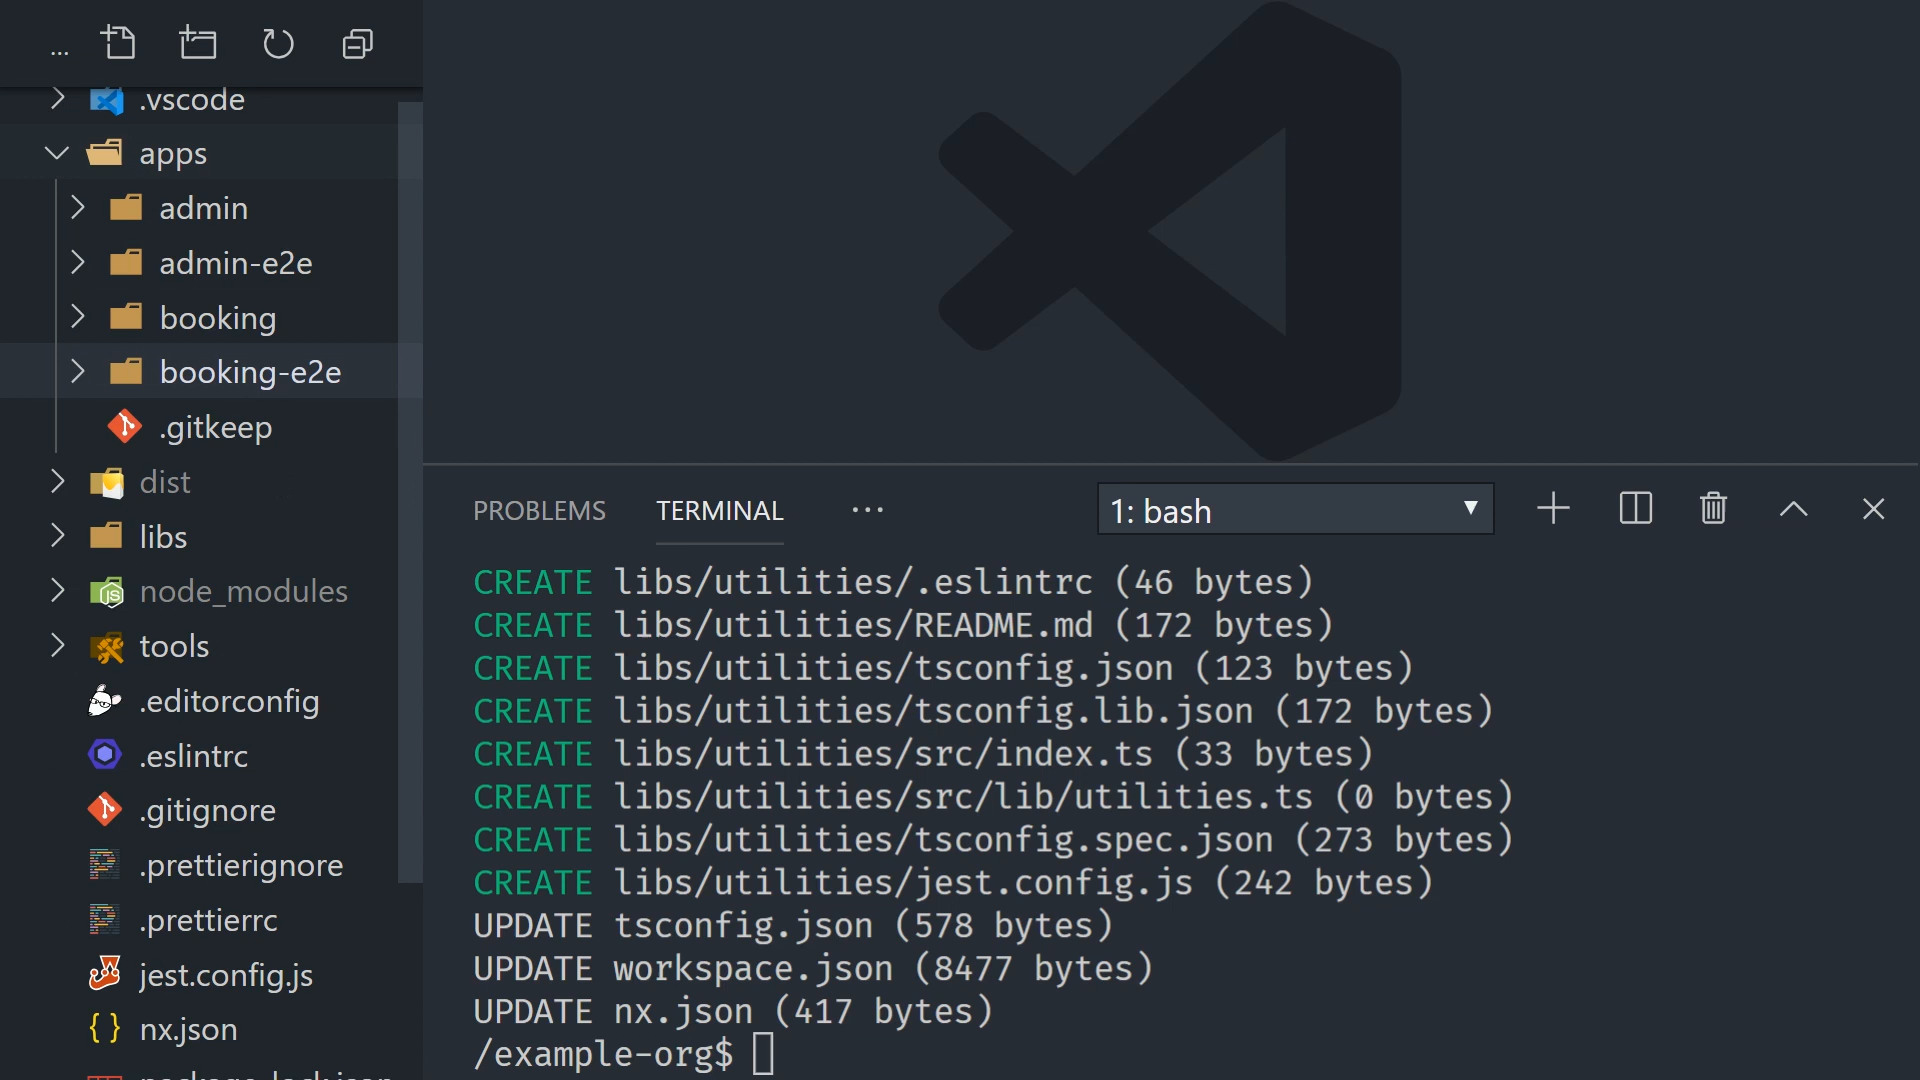 ...
.vscode
apps
admin
admin-e2e
booking
booking-e2e
.gitkeep
dist
libs
node_modules
tools
.editorconfig
.eslintrc
.gitignore
.prettierignore
.prettierrc
jest.config.js
nx.json
PROBLEMS TERMINAL ... 1: bash
CREATE libs/utilities/.eslintrc (46 bytes)
CREATE libs/utilities/README.md (172 bytes)
CREATE libs/utilities/tsconfig.json (123 bytes)
CREATE libs/utilities/tsconfig.lib.json (172 bytes)
CREATE libs/utilities/src/index.ts (33 bytes)
CREATE libs/utilities/src/lib/utilities.ts (0 bytes)
CREATE libs/utilities/tsconfig.spec.json (273 bytes)
CREATE libs/utilities/jest.config.js (242 bytes)
UPDATE tsconfig.json (578 bytes)
UPDATE workspace.json (8477 bytes)
UPDATE nx.json (417 bytes)
/example-org$